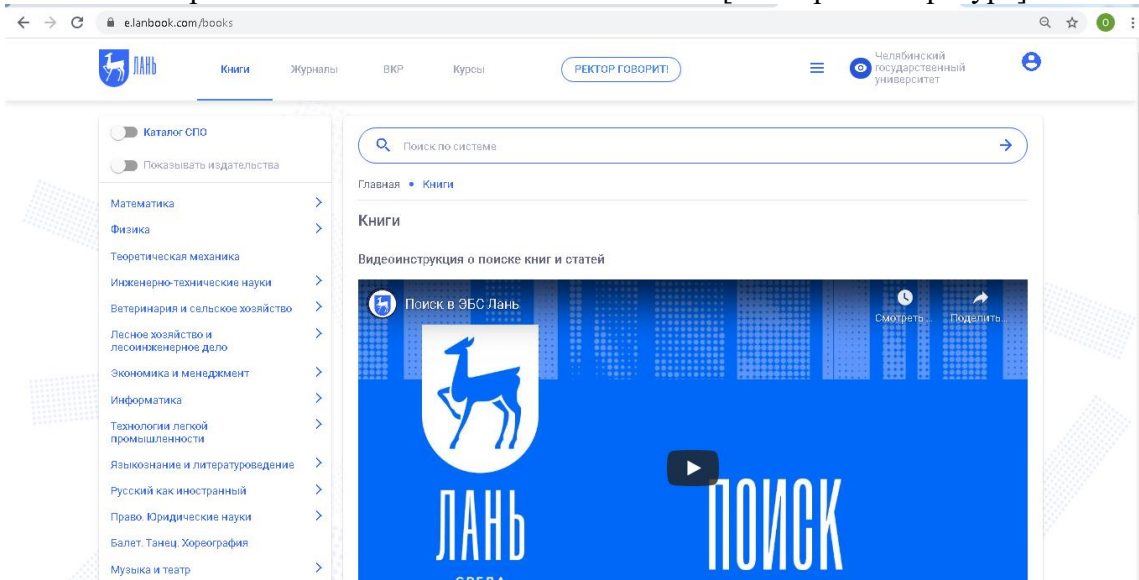 e.lanbook.com/books
О
ЛАНЬ
Книги
Журналы
ВКР
Курсы
РЕКТОР ГОВОРИТ!
Челябинский
государственный
университет
Каталог СПО
Показывать издательства
Математика
Физика
Теоретическая механика
Инженерно-технические науки
Ветеринария и сельское хозяйство
Лесное хозяйство и
лесоинженерное дело
Экономика и менеджмент
Информатика
Технологии легкой
промышленности
Языкознание и литературоведение
Русский как иностранный
Право. Юридические науки
Балет. Танец. Хореография
Музыка и театр
Поиск по системе
Главная • Книги
Книги
Видеоинструкция о поиске книг и статей
Поиск в ЭБС Лань
Смотреть...
Поделить...
ЛАНЬ
ПОИСК